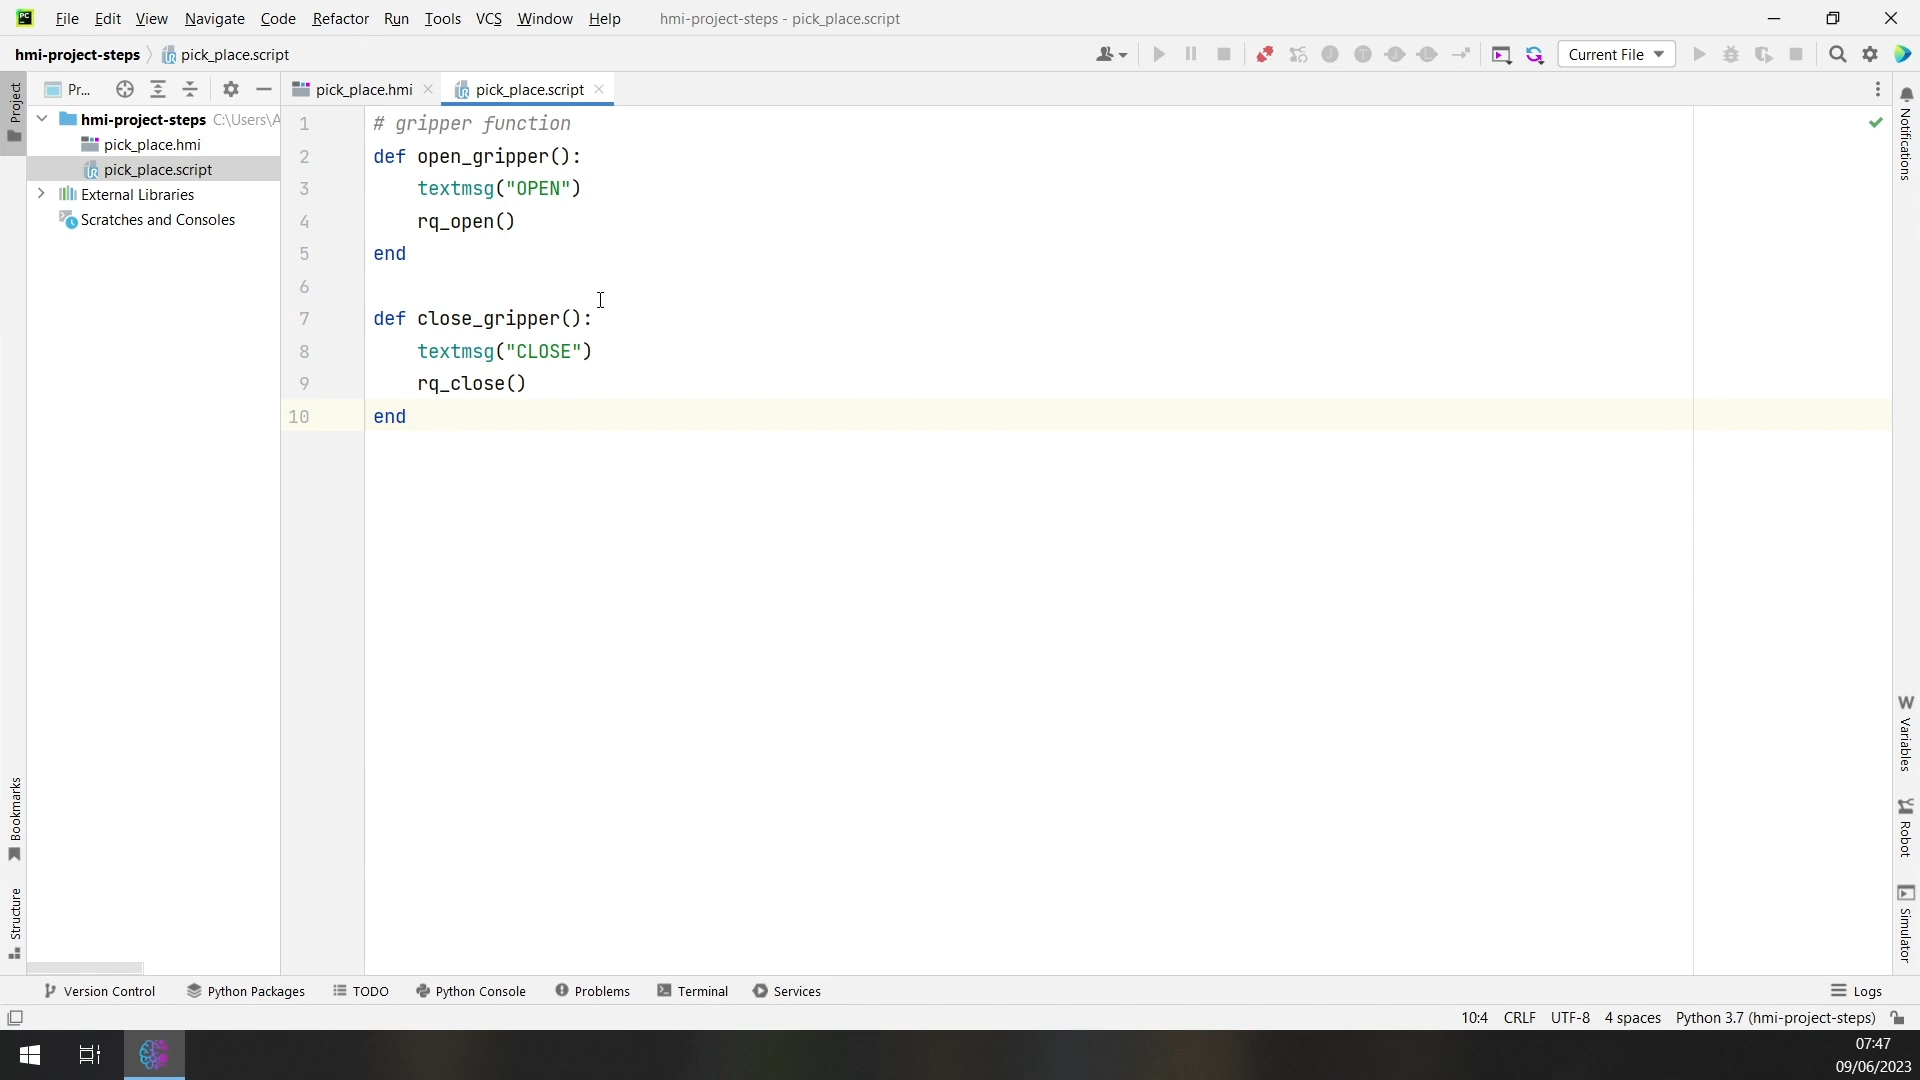 PC File Edit View Navigate Code Refactor Run Tools VCS Window Help hmi-project-steps - pick_place.script
hmi-project-steps pick_place.script Current File
Project Pr... pick_place.hmi pick_place.script
hmi-project-steps C:\Users\A
pick_place.hmi
pick_place.script
External Libraries
Scratches and Consoles
1 # gripper function
2 def open_gripper():
3 textmsg("OPEN")
4 rq_open()
5 end
6
7 def close_gripper():
8 textmsg("CLOSE")
9 rq_close()
10 end
Notifications
Variables
Robot
Simulator
Bookmarks
Structure
Version Control Python Packages TODO Python Console Problems Terminal Services Logs
10:4 CRLF UTF-8 4 spaces Python 3.7 (hmi-project-steps)
07:47
09/06/2023